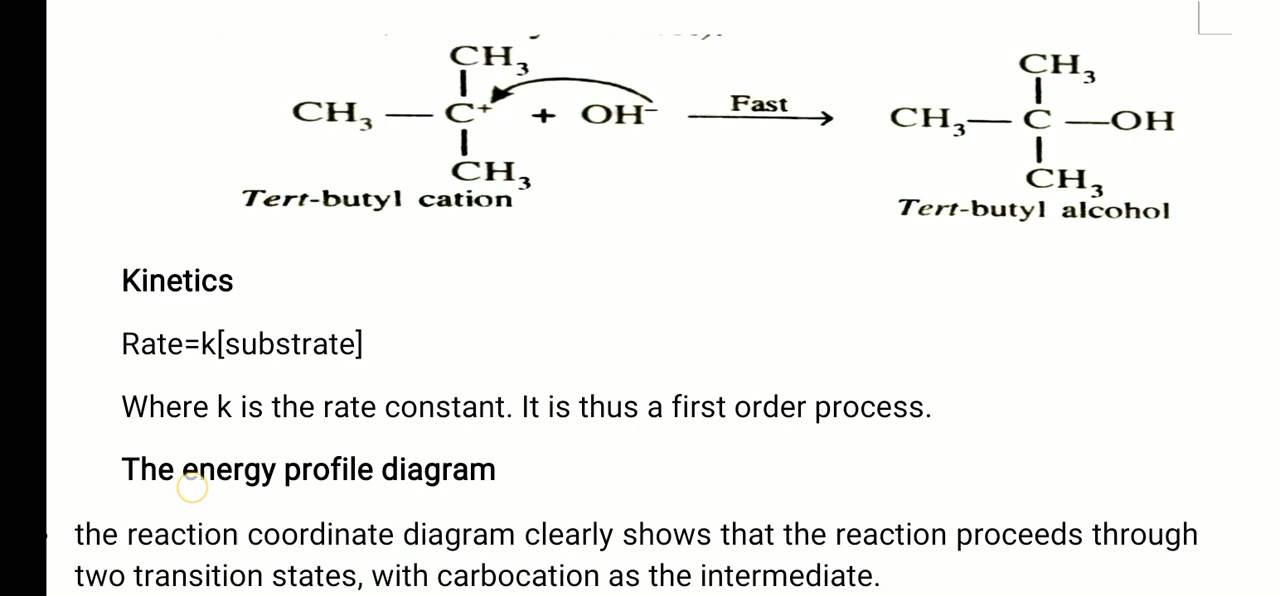 CH₃ CH₃
CH₃ — C⁺ + OH⁻ Fast CH₃— C —OH
CH₃ CH₃
Tert-butyl cation Tert-butyl alcohol
Kinetics
Rate=k[substrate]
Where k is the rate constant. It is thus a first order process.
The energy profile diagram
the reaction coordinate diagram clearly shows that the reaction proceeds through
two transition states, with carbocation as the intermediate.